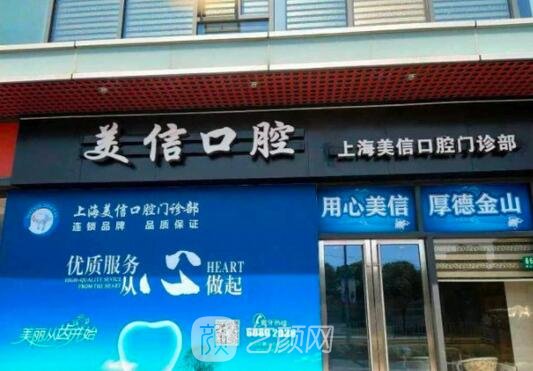 美信口腔
上海美信口腔门诊部
上海美信口腔门诊部
连锁品牌 品质保证
用心美信
厚德金山
优质服务
HIGH-QUALITY SERVICE
FROM THE HEART
从心做起
HEART
美丽从齿开始
颜 艺颜网